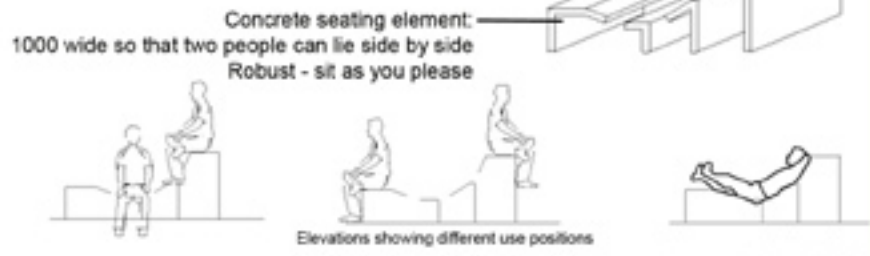 Concrete seating element:
1000 wide so that two people can lie side by side
Robust - sit as you please
Elevations showing different use positions